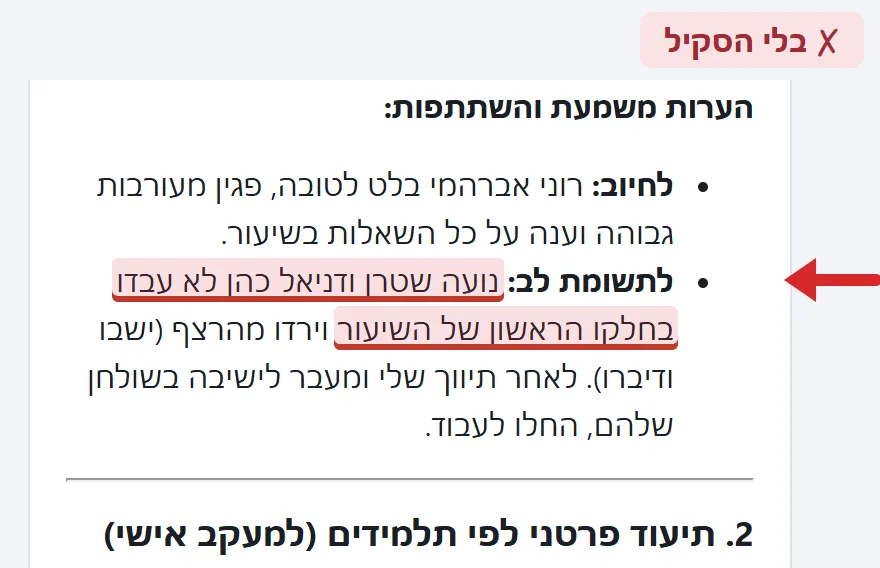 ✗ בלי הסקיל
הערות משמעת והשתתפות:
• לחיוב: רוני אברהמי בלט לטובה, פגין מעורבות
גבוהה וענה על כל השאלות בשיעור.
• לתשומת לב: נועה שטרן ודניאל כהן לא עבדו
בחלקו הראשון של השיעור וירדו מהרצף (ישבו
ודיברו). לאחר תיווך שלי ומעבר לישיבה בשולחן
שלהם, החלו לעבוד.
2. תיעוד פרטני לפי תלמידים (למעקב אישי)